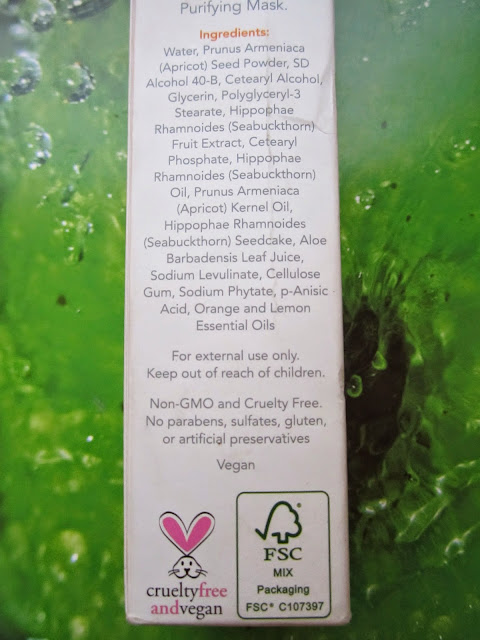 Purifying Mask.
Ingredients:
Water, Prunus Armeniaca
(Apricot) Seed Powder, SD
Alcohol 40-B, Cetearyl Alcohol,
Glycerin, Polyglyceryl-3
Stearate, Hippophae
Rhamnoides (Seabuckthorn)
Fruit Extract, Cetearyl
Phosphate, Hippophae
Rhamnoides (Seabuckthorn)
Oil, Prunus Armeniaca
(Apricot) Kernel Oil,
Hippophae Rhamnoides
(Seabuckthorn) Seedcake, Aloe
Barbadensis Leaf Juice,
Sodium Levulinate, Cellulose
Gum, Sodium Phytate, p-Anisic
Acid, Orange and Lemon
Essential Oils
For external use only.
Keep out of reach of children.
Non-GMO and Cruelty Free.
No parabens, sulfates, gluten,
or artificial preservatives
Vegan
crueltyfree
andvegan
FSC
MIX
Packaging
FSC® C107397